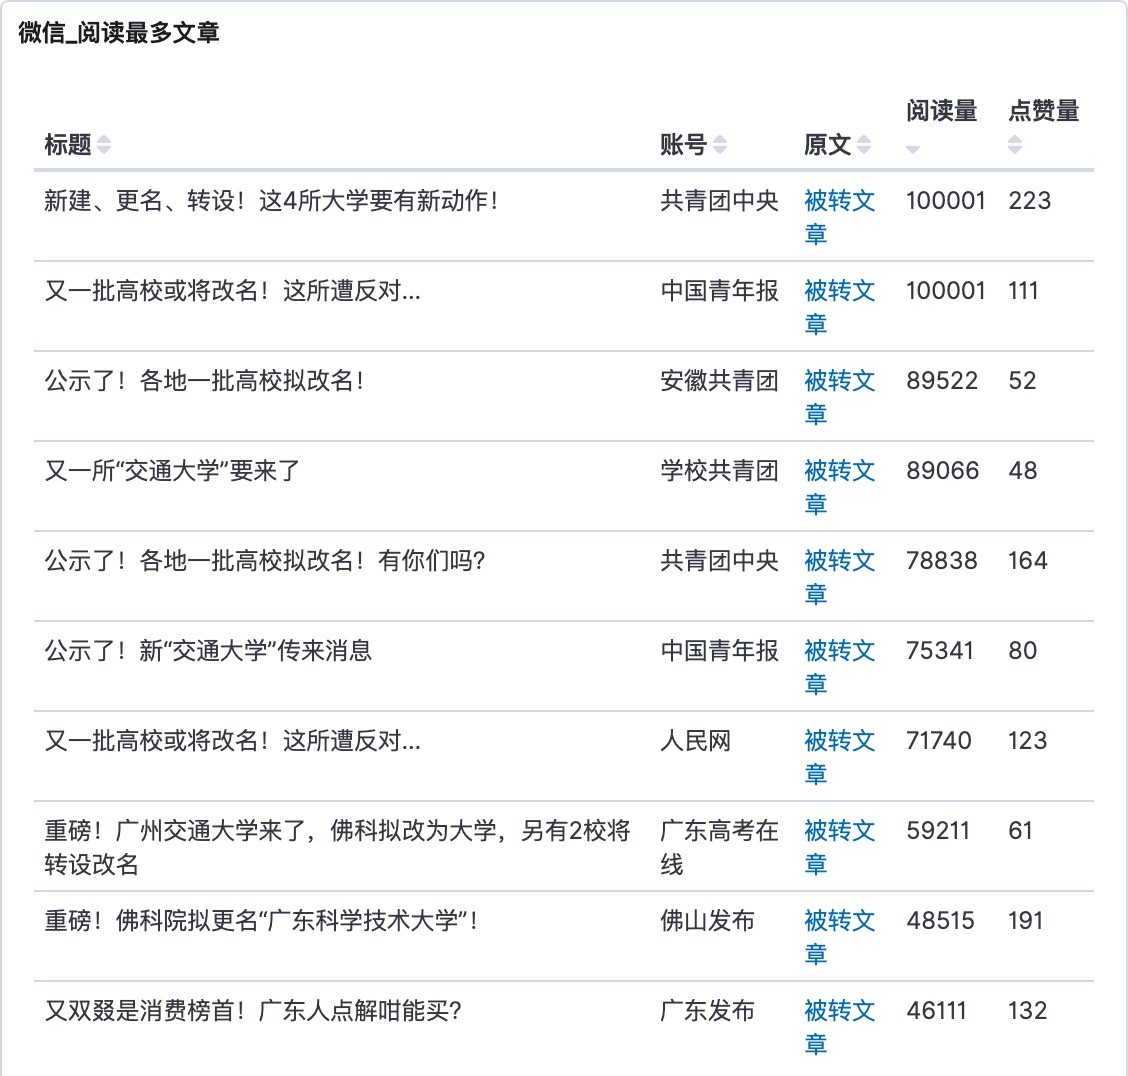 微信_阅读最多文章
标题 账号 原文 阅读量 点赞量
新建、更名、转设！这4所大学要有新动作！ 共青团中央 被转文章 100001 223
又一批高校或将改名！这所遭反对... 中国青年报 被转文章 100001 111
公示了！各地一批高校拟改名！ 安徽共青团 被转文章 89522 52
又一所“交通大学”要来了 学校共青团 被转文章 89066 48
公示了！各地一批高校拟改名！有你们吗？ 共青团中央 被转文章 78838 164
公示了！新“交通大学”传来消息 中国青年报 被转文章 75341 80
又一批高校或将改名！这所遭反对... 人民网 被转文章 71740 123
重磅！广州交通大学来了，佛科拟改为大学，另有2校将转设改名 广东高考在线 被转文章 59211 61
重磅！佛科院拟更名“广东科学技术大学”！ 佛山发布 被转文章 48515 191
又双叕是消费榜首！广东人点解咁能买？ 广东发布 被转文章 46111 132